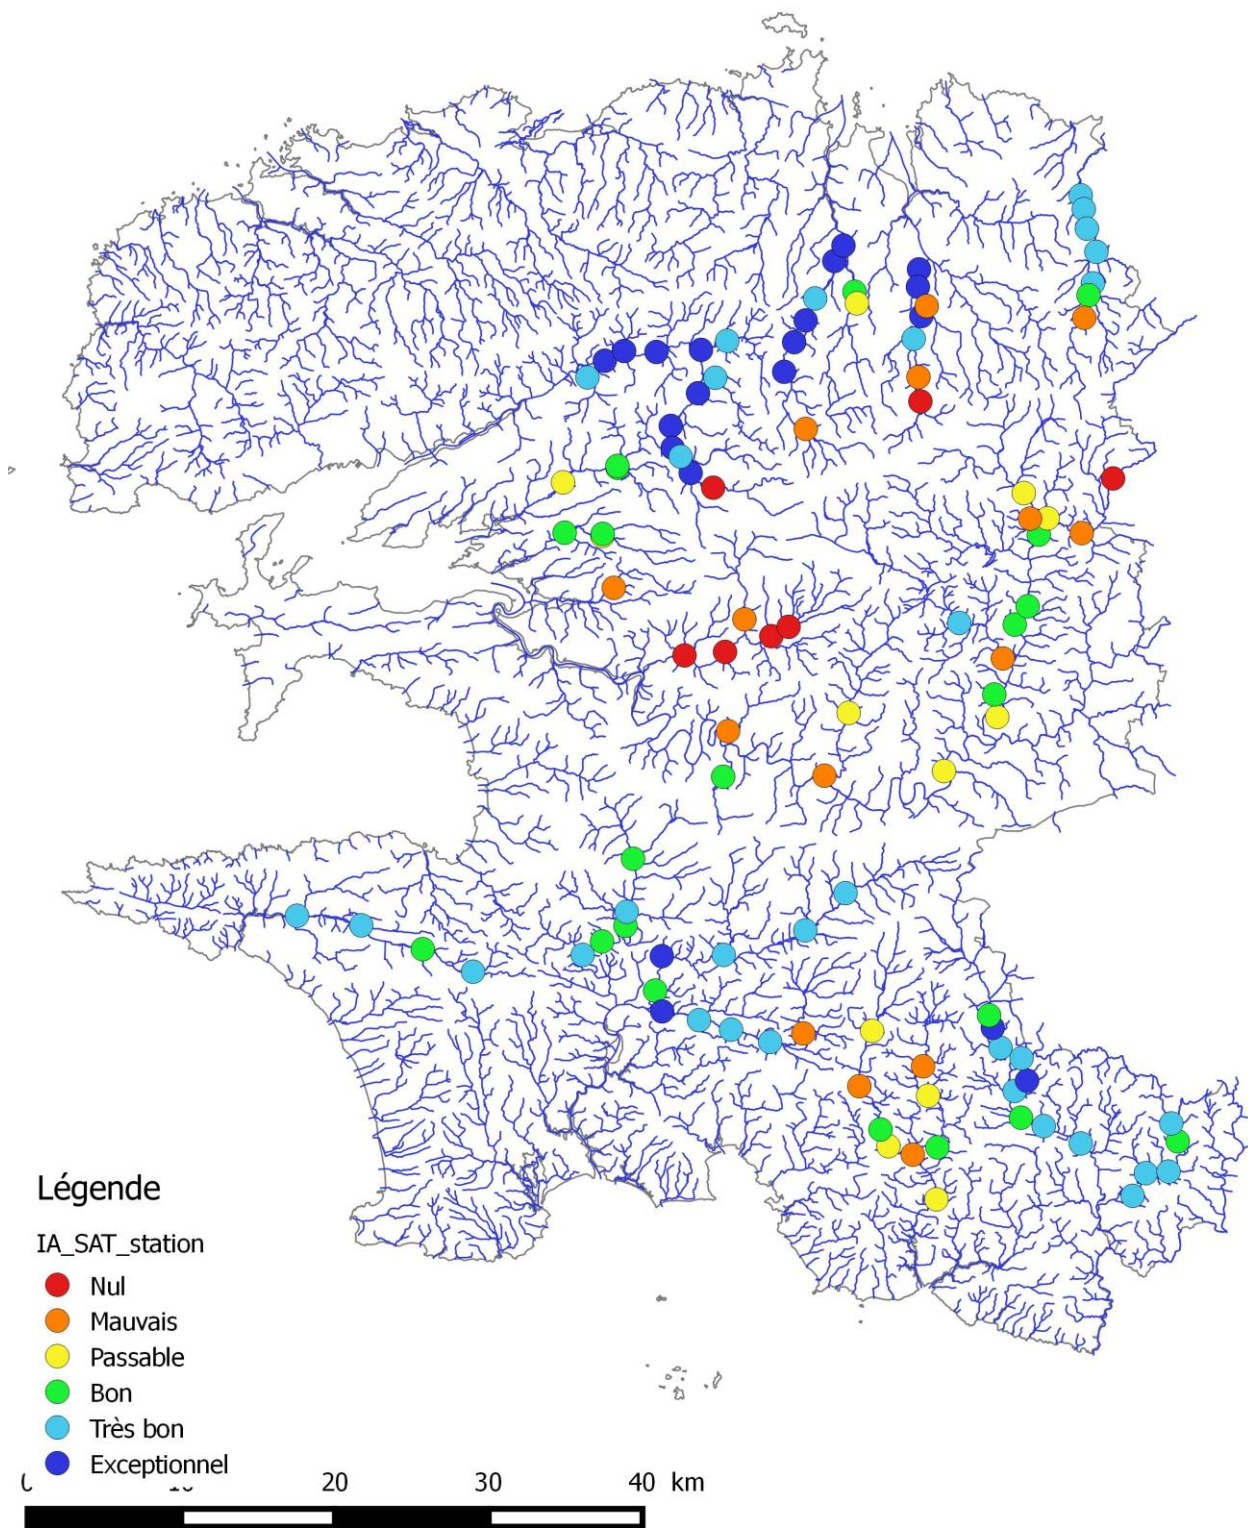 Légende
IA_SAT_station
Nul
Mauvais
Passable
Bon
Très bon
Exceptionnel
20 30 40 km